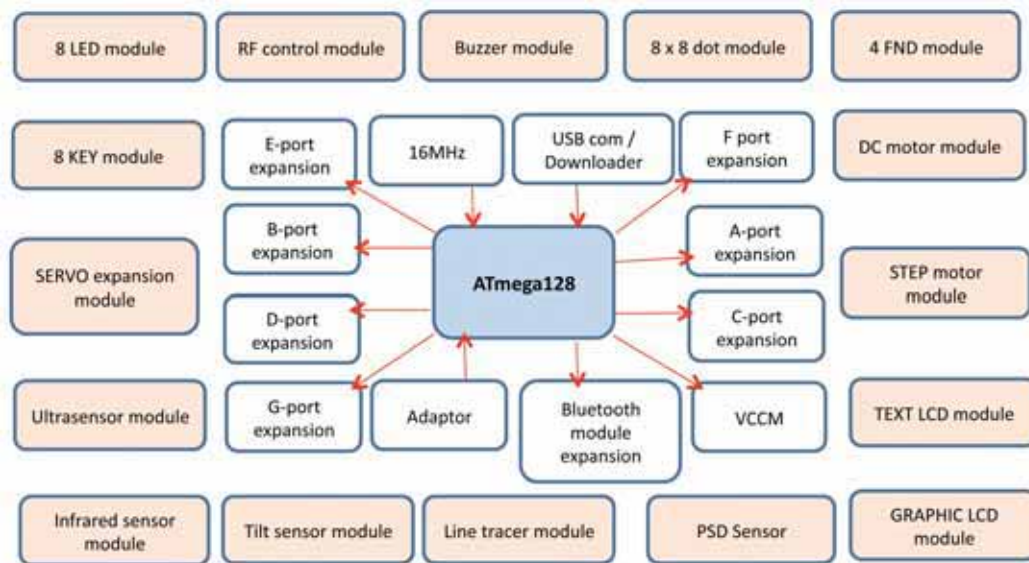 8 LED module
RF control module
Buzzer module
8 x 8 dot module
4 FND module
8 KEY module
E-port
expansion
16MHz
USB com /
Downloader
F port
expansion
DC motor module
SERVO expansion
module
B-port
expansion
ATmega128
A-port
expansion
STEP motor
module
D-port
expansion
C-port
expansion
Ultrasensor module
G-port
expansion
Adaptor
Bluetooth
module
expansion
VCCM
TEXT LCD module
Infrared sensor
module
Tilt sensor module
Line tracer module
PSD Sensor
GRAPHIC LCD
module